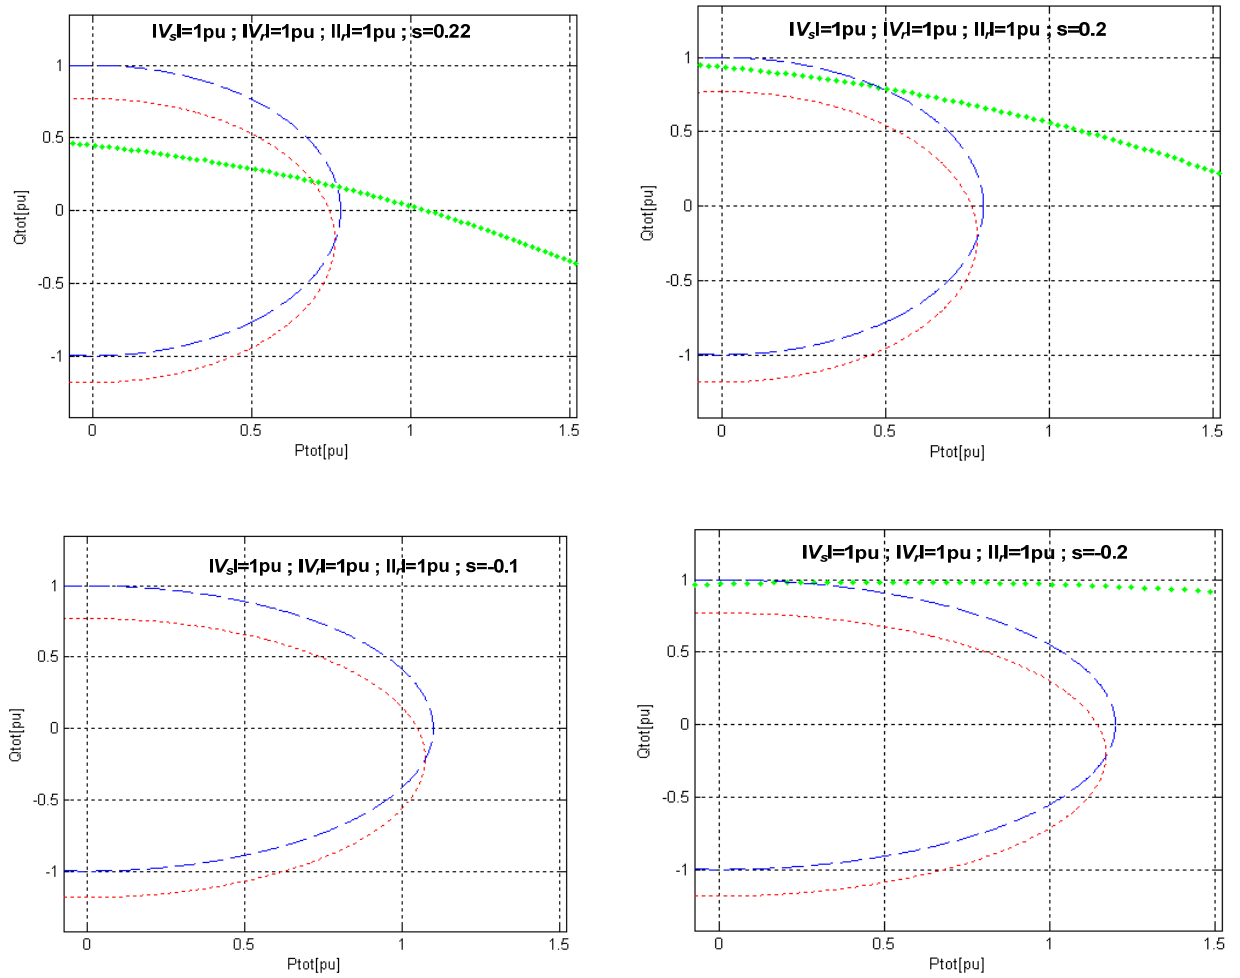 |Vs|=1pu ; |Vr|=1pu ; |Ir|=1pu ; s=0.22
1
0.5
0
-0.5
-1
Qtot[pu]
0 0.5 1 1.5
Ptot[pu]
|Vs|=1pu ; |Vr|=1pu ; |Ir|=1pu ; s=0.2
1
0.5
0
-0.5
-1
Qtot[pu]
0 0.5 1 1.5
Ptot[pu]
|Vs|=1pu ; |Vr|=1pu ; |Ir|=1pu ; s=-0.1
1
0.5
0
-0.5
-1
Qtot[pu]
0 0.5 1 1.5
Ptot[pu]
|Vs|=1pu ; |Vr|=1pu ; |Ir|=1pu ; s=-0.2
1
0.5
0
-0.5
-1
Qtot[pu]
0 0.5 1 1.5
Ptot[pu]